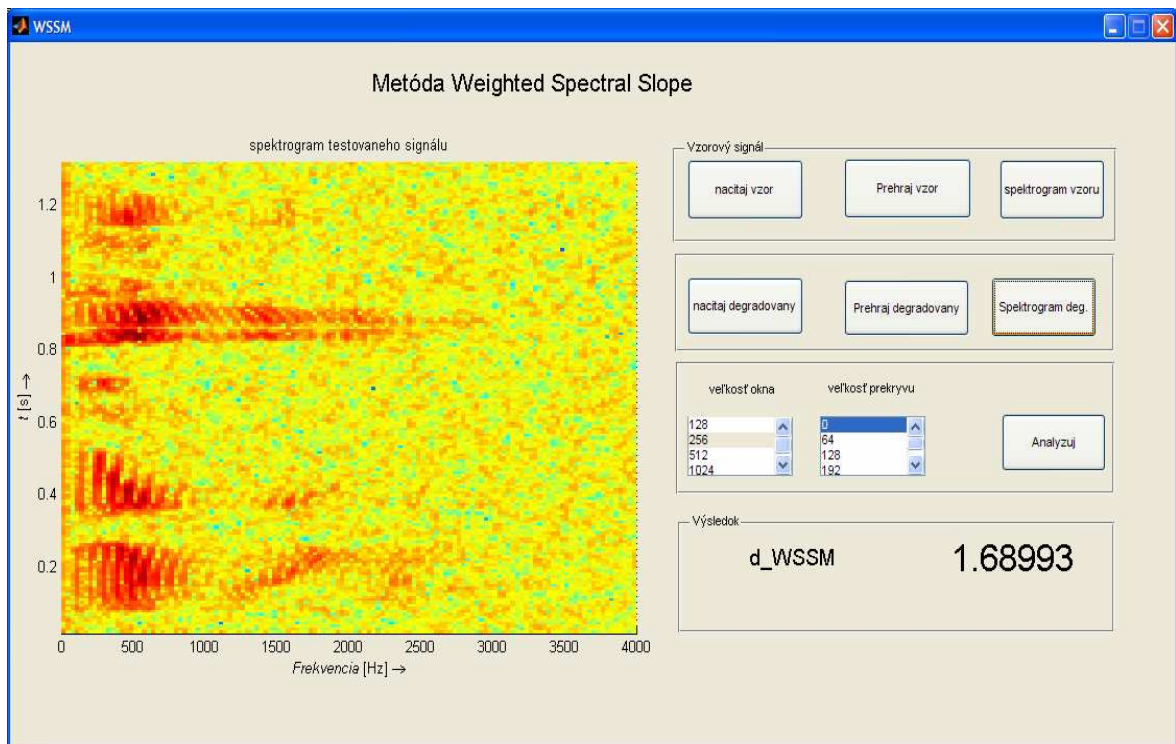 WSSM
Metóda Weighted Spectral Slope
spektrogram testovaneho signálu
1.2
1
0.8
0.6
0.4
0.2
t [s] →
0 500 1000 1500 2000 2500 3000 3500 4000
Frekvencia [Hz] →
Vzorový signál
nacitaj vzor Prehraj vzor spektrogram vzoru
nacitaj degradovany Prehraj degradovany Spektrogram deg.
veľkosť okna veľkosť prekryvu
128
256
512
1024
0
64
128
192
Analyzuj
Výsledok
d_WSSM 1.68993